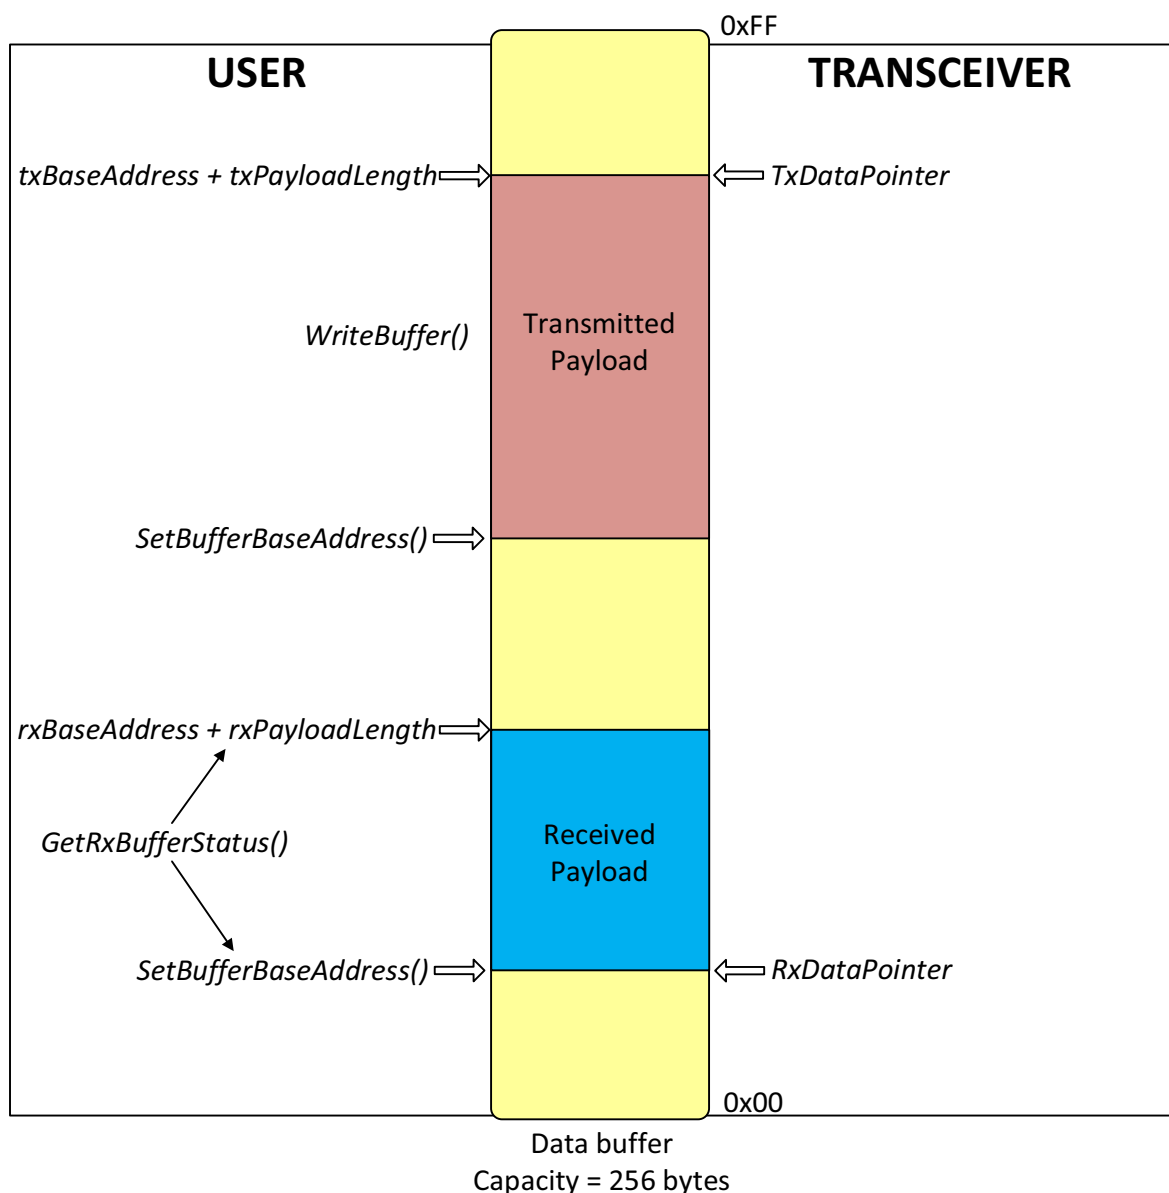 0xFF
USER
TRANSCEIVER
txBaseAddress + txPayloadLength
TxDataPointer
WriteBuffer()
Transmitted
Payload
SetBufferBaseAddress()
rxBaseAddress + rxPayloadLength
GetRxBufferStatus()
Received
Payload
SetBufferBaseAddress()
RxDataPointer
0x00
Data buffer
Capacity = 256 bytes